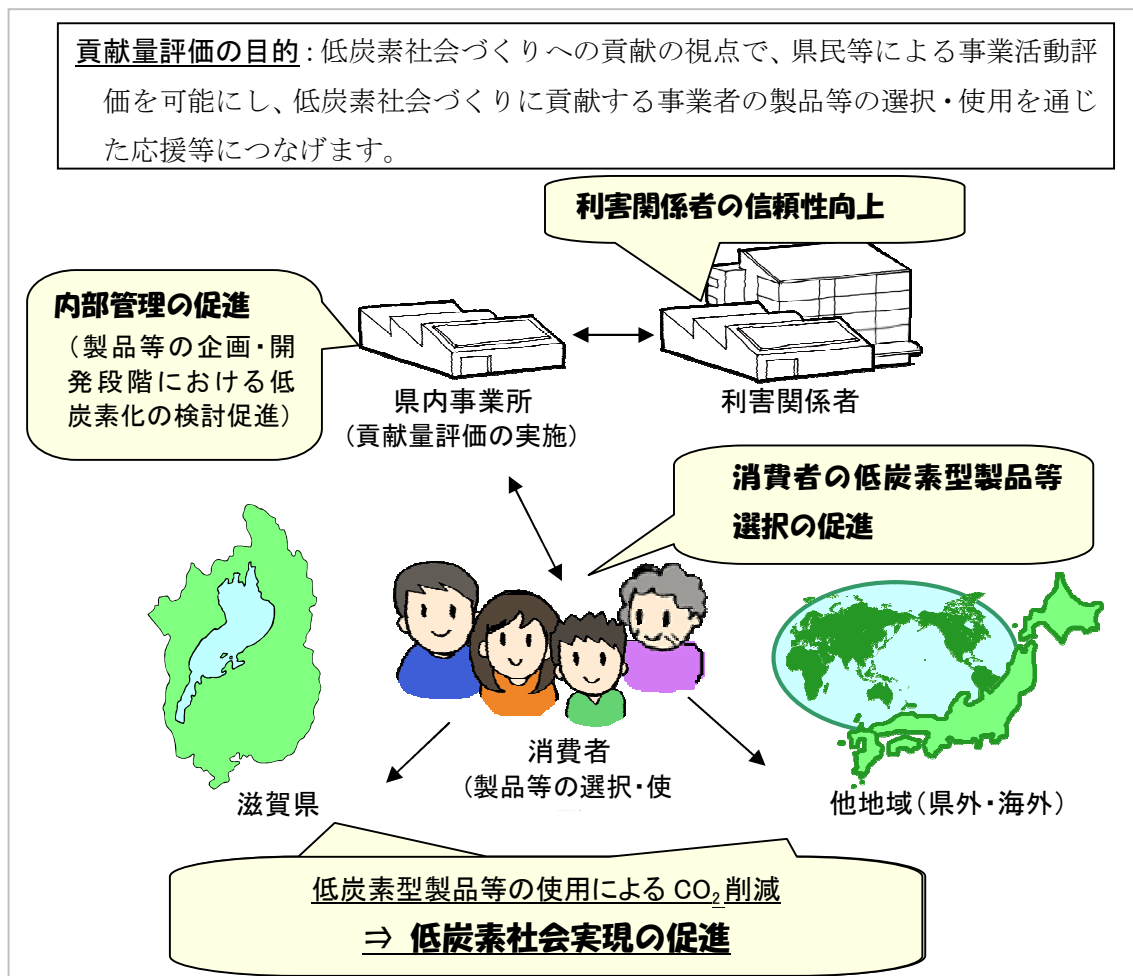 貢献量評価の目的：低炭素社会づくりへの貢献の視点で、県民等による事業活動評
価を可能にし、低炭素社会づくりに貢献する事業者の製品等の選択・使用を通じ
た応援等につなげます。
利害関係者の信頼性向上
内部管理の促進
（製品等の企画・開
発段階における低
炭素化の検討促進）
県内事業所
（貢献量評価の実施）
利害関係者
消費者の低炭素型製品等
選択の促進
消費者
（製品等の選択・使
滋賀県
他地域（県外・海外）
低炭素型製品等の使用による CO₂削減
⇒ 低炭素社会実現の促進